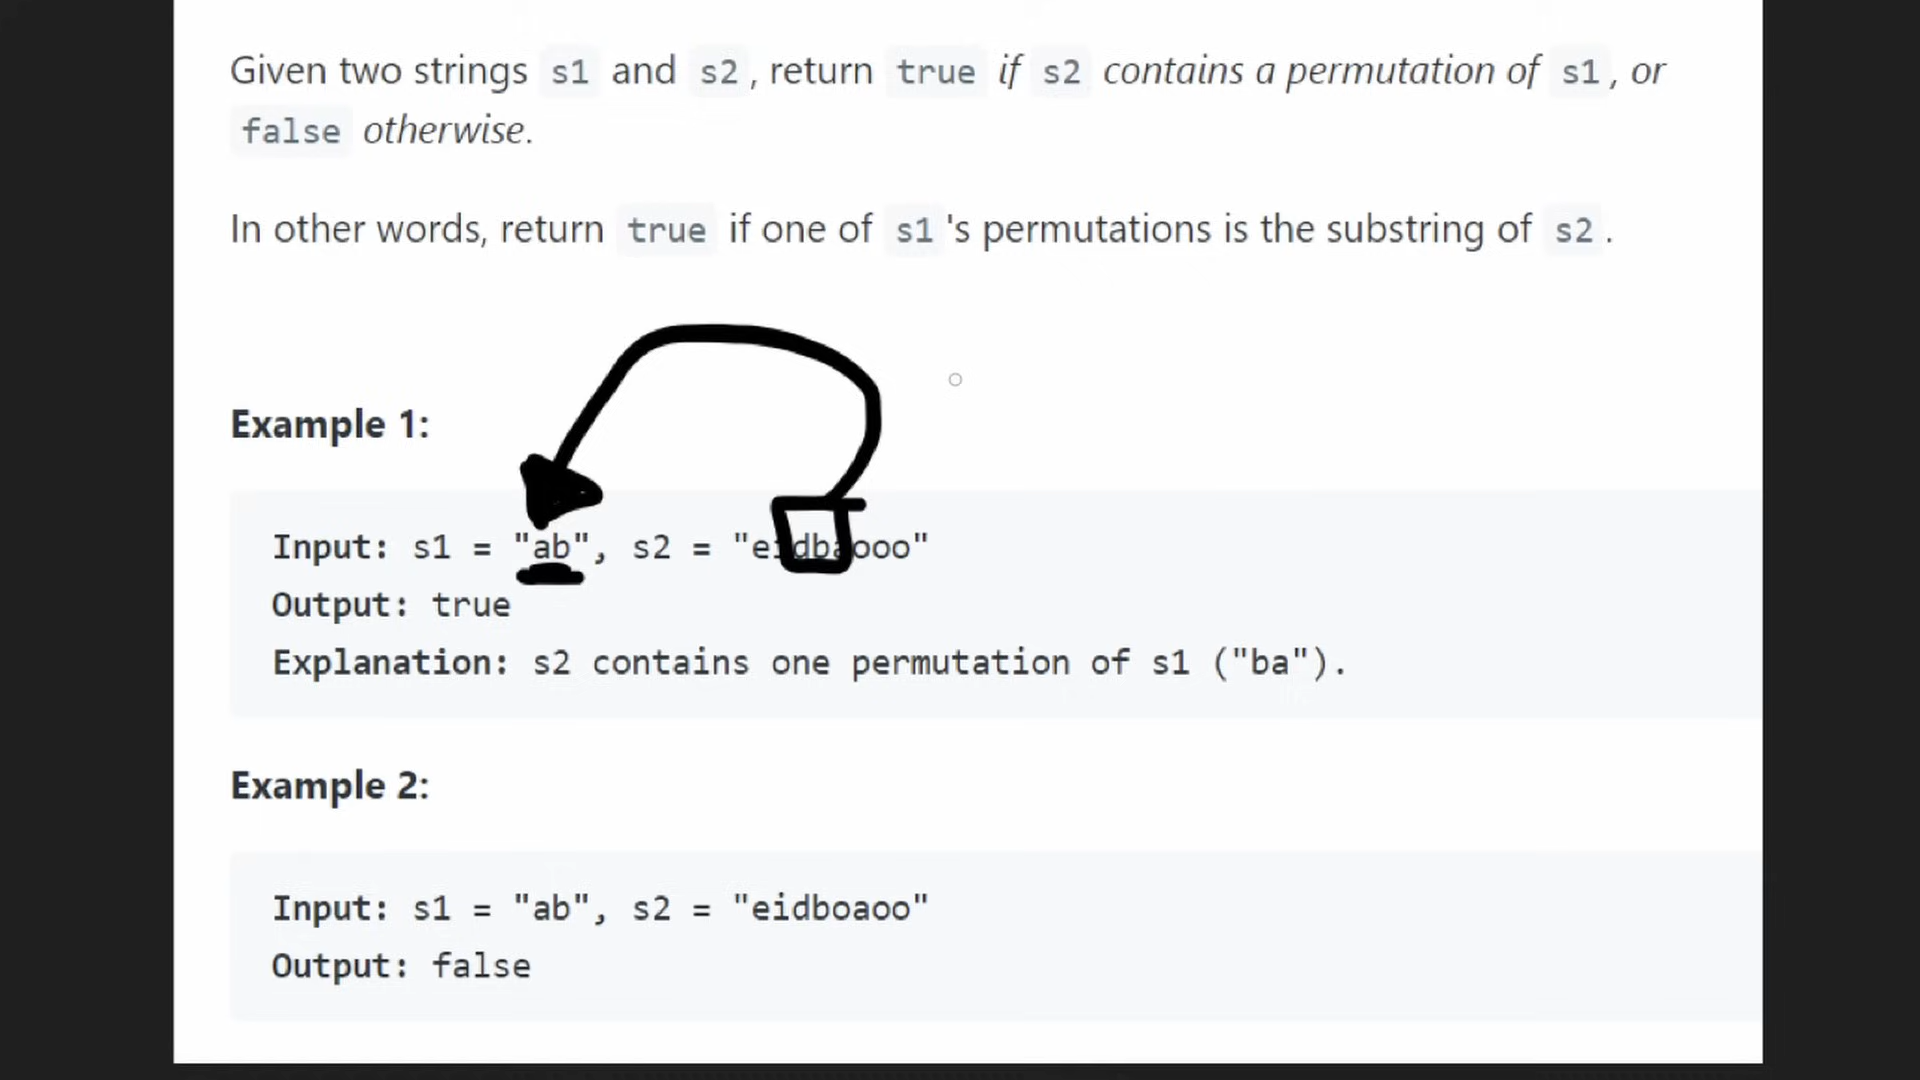 Given two strings s1 and s2, return true if s2 contains a permutation of s1, or
false otherwise.
In other words, return true if one of s1's permutations is the substring of s2.
Example 1:
Input: s1 = "ab", s2 = "eidbaooo"
Output: true
Explanation: s2 contains one permutation of s1 ("ba").
Example 2:
Input: s1 = "ab", s2 = "eidboaoo"
Output: false